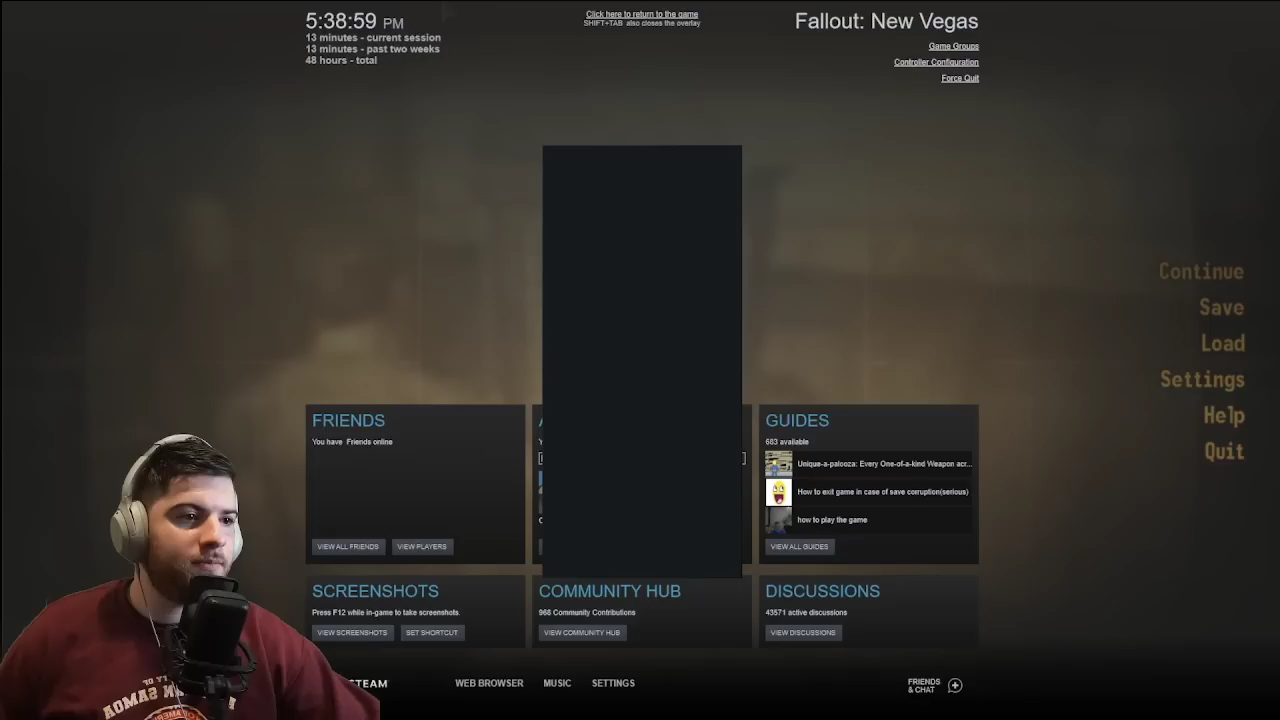 5:38:59 PM
13 minutes - current session
13 minutes - past two weeks
48 hours - total
Click here to return to the game
SHIFT+TAB also closes the overlay
Fallout: New Vegas
Game Groups
Controller Configuration
Force Quit
Continue
Save
Load
Settings
Help
Quit
FRIENDS
You have Friends online
VIEW ALL FRIENDS
VIEW PLAYERS
GUIDES
683 available
Unique-a-palooza: Every One-of-a-kind Weapon acr...
How to exit game in case of save corruption(serious)
how to play the game
VIEW ALL GUIDES
SCREENSHOTS
Press F12 while in-game to take screenshots.
VIEW SCREENSHOTS
SET SHORTCUT
COMMUNITY HUB
968 Community Contributions
VIEW COMMUNITY HUB
DISCUSSIONS
43571 active discussions
VIEW DISCUSSIONS
WEB BROWSER
MUSIC
SETTINGS
FRIENDS
& CHAT